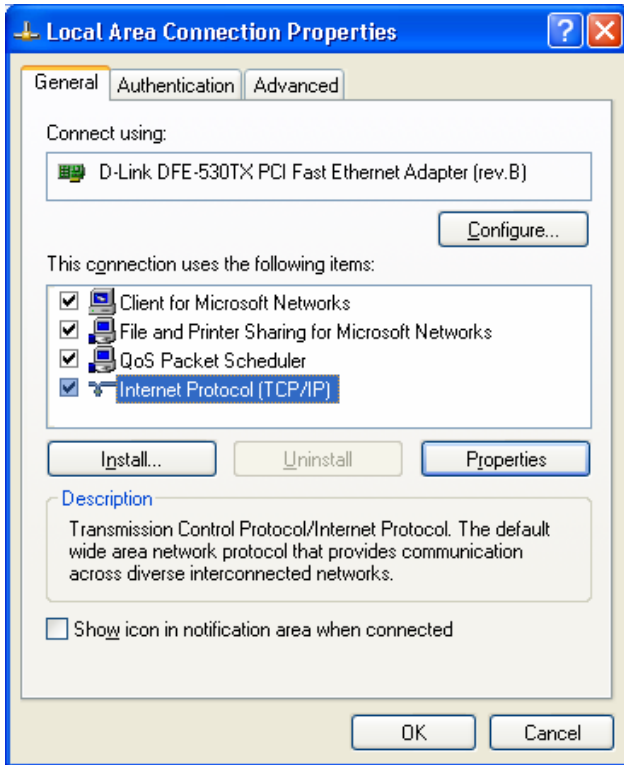 Local Area Connection Properties
General Authentication Advanced
Connect using:
D-Link DFE-530TX PCI Fast Ethernet Adapter (rev.B)
Configure...
This connection uses the following items:
Client for Microsoft Networks
File and Printer Sharing for Microsoft Networks
QoS Packet Scheduler
Internet Protocol (TCP/IP)
Install... Uninstall Properties
Description
Transmission Control Protocol/Internet Protocol. The default
wide area network protocol that provides communication
across diverse interconnected networks.
Show icon in notification area when connected
OK Cancel